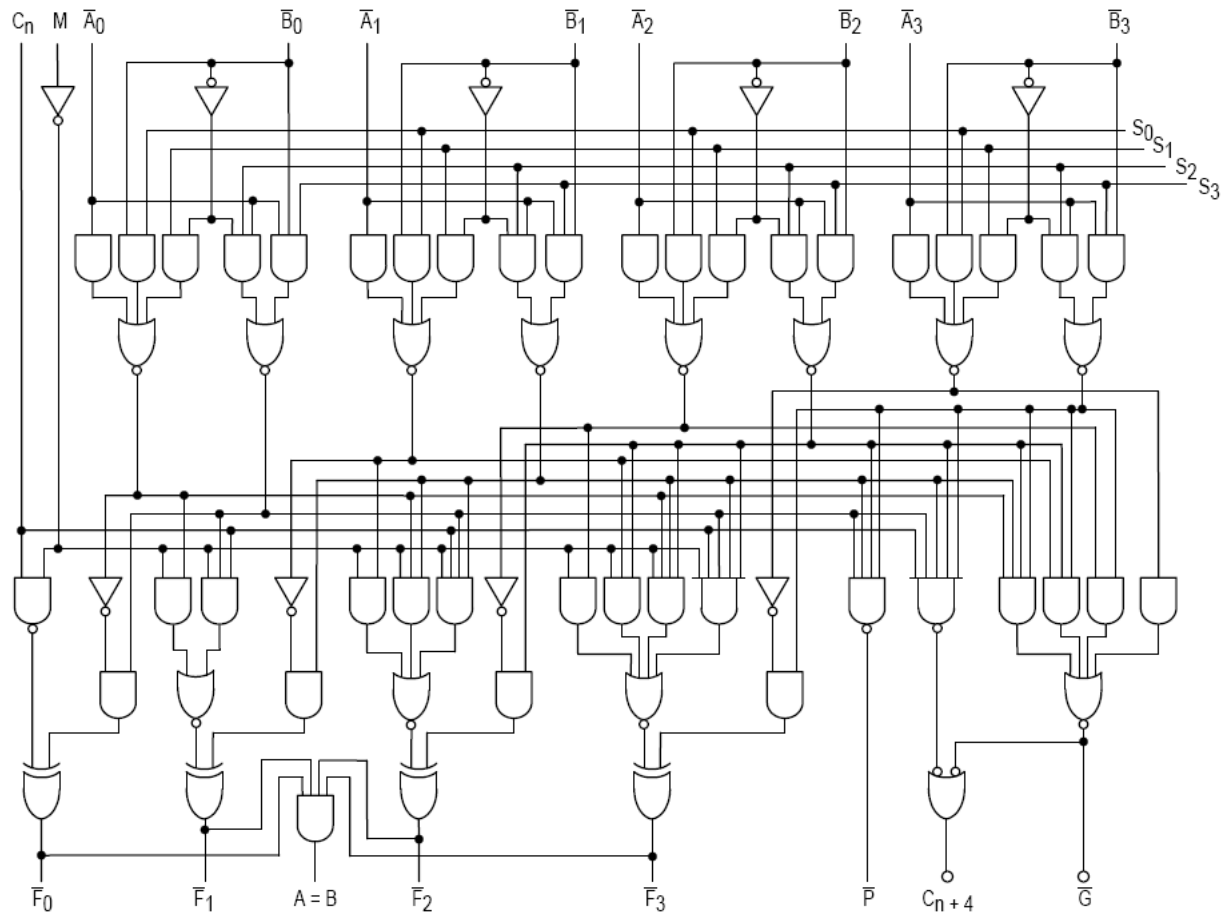 Cn M A̅0 B̅0 A̅1 B̅1 A̅2 B̅2 A̅3 B̅3
S0
S1
S2
S3
F̅0 F̅1 A = B F̅2 F̅3 P̅ Cn + 4 G̅